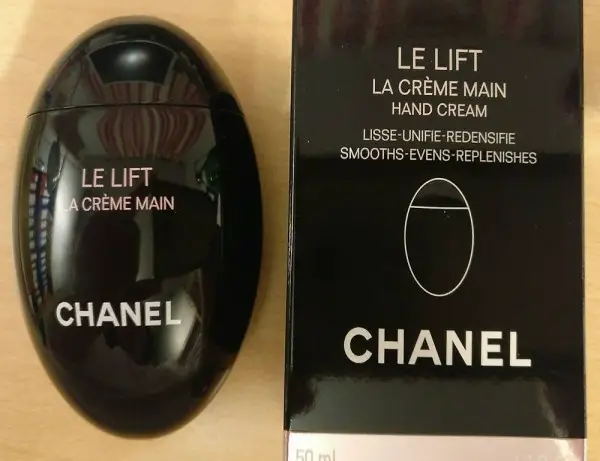 LE LIFT
LA CRÈME MAIN
CHANEL
LE LIFT
LA CRÈME MAIN
HAND CREAM
LISSE-UNIFIE-REDENSIFIE
SMOOTHS-EVENS-REPLENISHES
CHANEL
50 ml